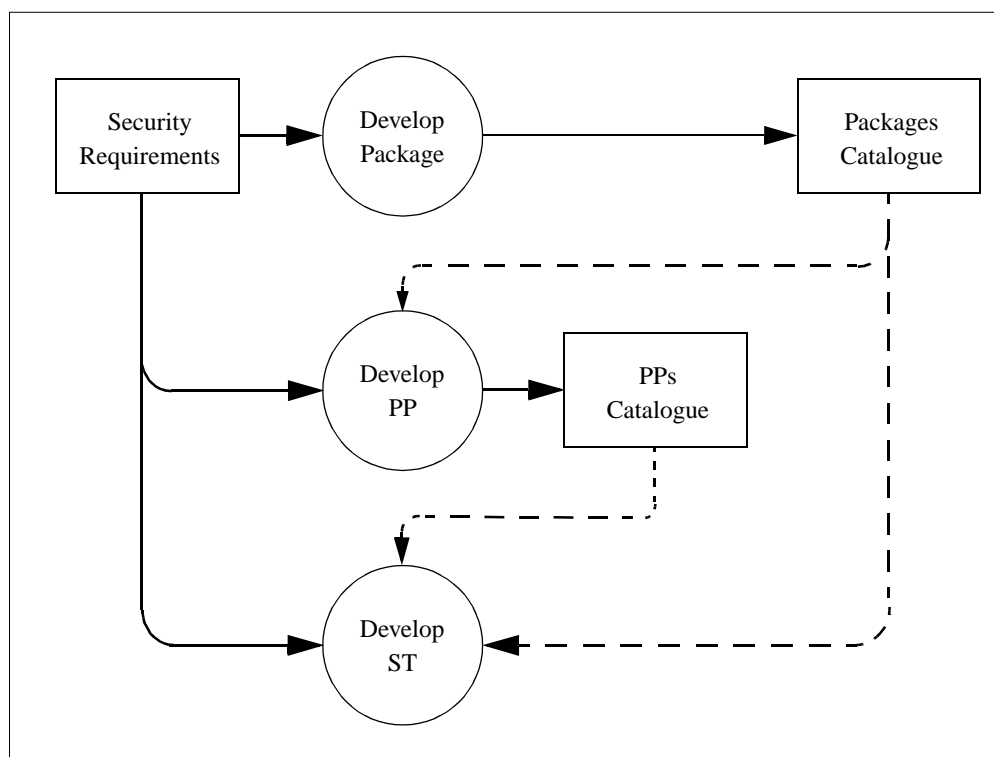 Security
Requirements
Develop
Package
Packages
Catalogue
Develop
PP
PPs
Catalogue
Develop
ST